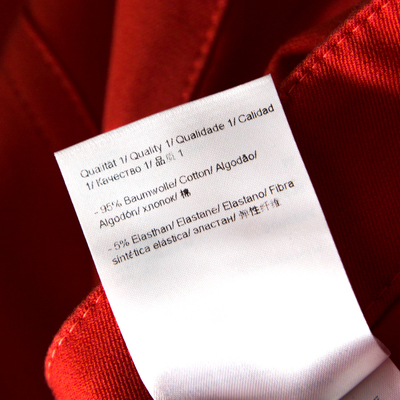 Qualität 1/ Quality 1/ Qualidade 1/ Calidad
1/ Качество 1/ 品质 1
- 95% Baumwolle/ Cotton/ Algodão/
Algodón/ хлопок/ 棉
- 5% Elasthan/ Elastane/ Elastano/ Fibra
sintética elástica/ эластан/ 弹性纤维